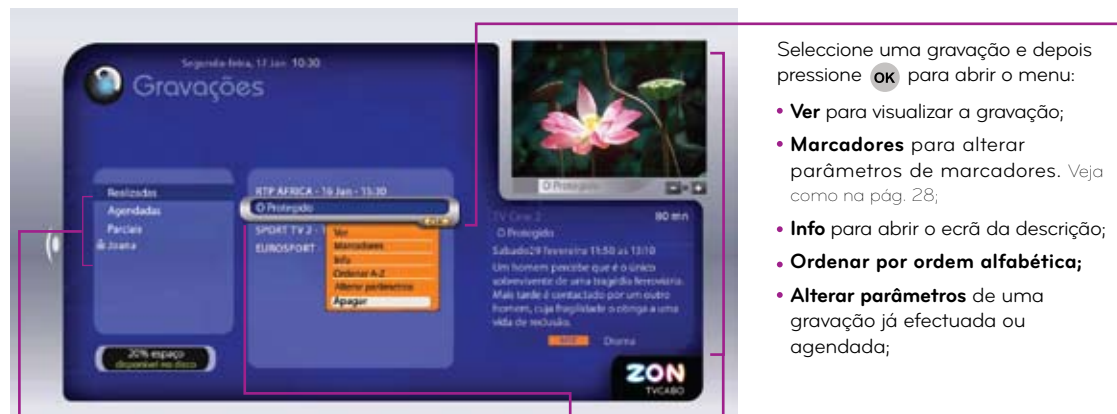 Segunda-feira, 17 Jan 10:30
Gravações
Realizadas
Agendadas
Parciais
Joana
20% espaço
disponível no disco
RTP AFRICA - 16 Jan - 15:30
O Protegido
SPORT TV 2 - 1
EUROSPORT
Ver
Marcadores
Info
Ordenar A-Z
Alterar parâmetros
Apagar
O Protegido
TV Cine 2
80 mn
O Protegido
Sabado29 fevereiro 11:50 as 13:10
Um homem percebe que é o único
sobrevivente de uma tragédia ferroviária.
Mais tarde é contactado por um outro
homem, cuja fragilidade o obriga a uma
vida de reclusão.
Drama
ZON
TVCABO
Seleccione uma gravação e depois
pressione OK para abrir o menu:
• Ver para visualizar a gravação;
• Marcadores para alterar
parâmetros de marcadores. Veja
como na pág. 28;
• Info para abrir o ecrã da descrição;
• Ordenar por ordem alfabética;
• Alterar parâmetros de uma
gravação já efectuada ou
agendada;